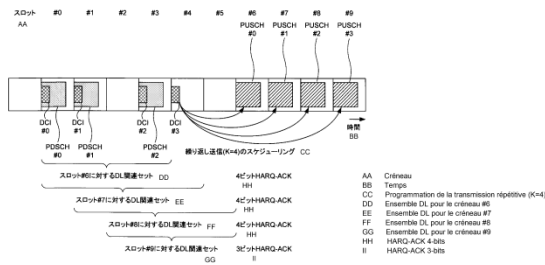 スロット #0 #1 #2 #3 #4 #5 #6 #7 #8 #9
AA
PUSCH #0
PUSCH #1
PUSCH #2
PUSCH #3
DCI #0
DCI #1
DCI #2
DCI #3
時間
BB
PDSCH #0
PDSCH #1
PDSCH #2
繰り返し送信(K=4)のスケジューリング CC
スロット#6に対するDL関連セット DD
4ビットHARQ-ACK
HH
スロット#7に対するDL関連セット EE
4ビットHARQ-ACK
HH
スロット#8に対するDL関連セット FF
4ビットHARQ-ACK
HH
スロット#9に対するDL関連セット
GG
3ビットHARQ-ACK
II
AA Créneau
BB Temps
CC Programmation de la transmission répétitive (K=4)
DD Ensemble DL pour le créneau #6
EE Ensemble DL pour le créneau #7
FF Ensemble DL pour le créneau #8
GG Ensemble DL pour le créneau #9
HH HARQ-ACK 4-bits
II HARQ-ACK 3-bits